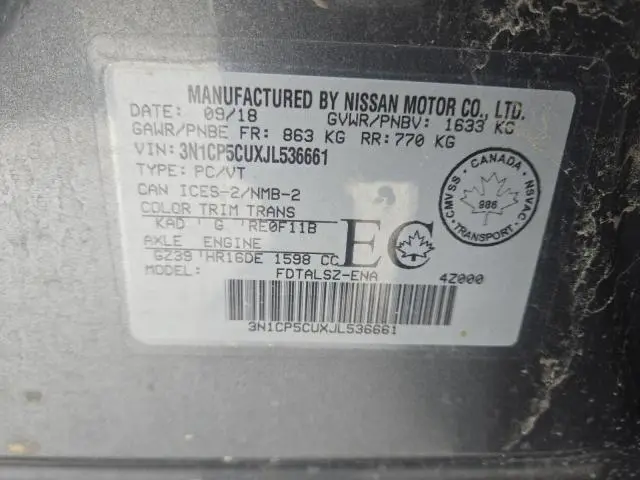 MANUFACTURED BY NISSAN MOTOR CO., LTD.
DATE: 09/18 GVWR/PNBV: 1633 KG
GAWR/PNBE FR: 863 KG RR: 770 KG
VIN: 3N1CP5CUXJL536661
TYPE: PC/VT
CAN ICES-2/NMB-2
COLOR TRIM TRANS
KAD G RE0F11B
AXLE ENGINE
GZ39 HR16DE 1598 CC
MODEL: FDTALSZ-ENA 4Z000
EC
CANADA
CMVSS NSVAC
986
TRANSPORT
3N1CP5CUXJL536661